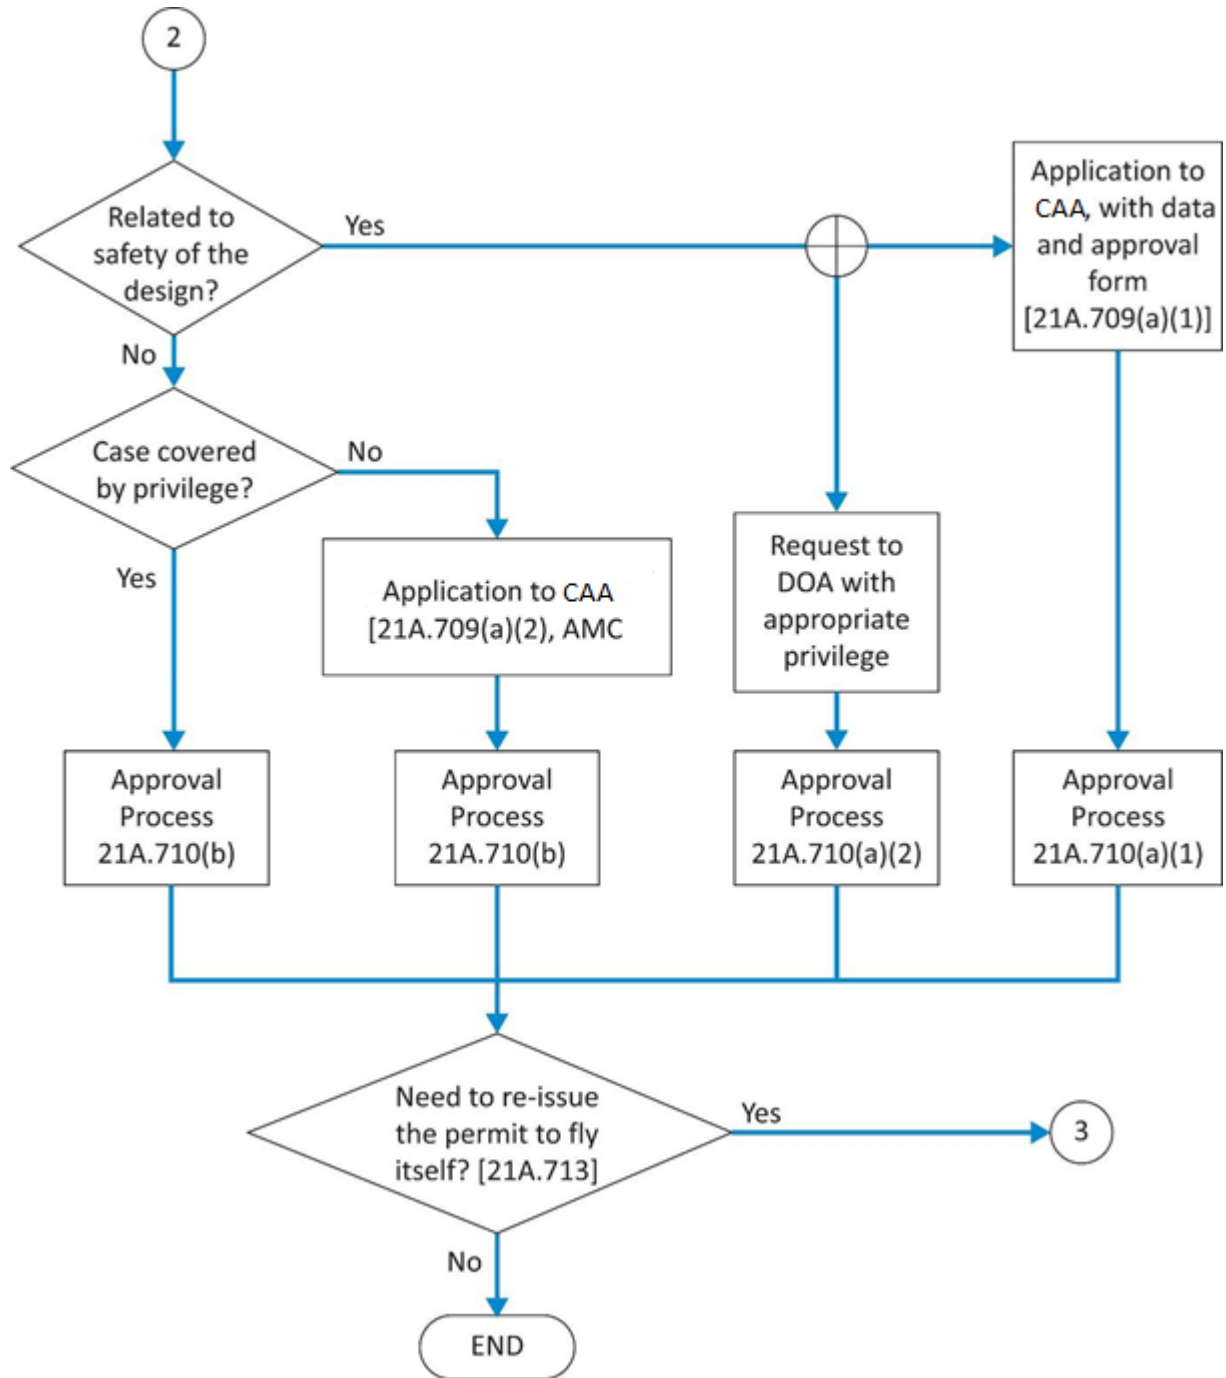 2
Related to
safety of the
design?
Yes
No
Application to
CAA, with data
and approval
form
[21A.709(a)(1)]
Case covered
by privilege?
No
Yes
Application to CAA
[21A.709(a)(2), AMC
Request to
DOA with
appropriate
privilege
Approval
Process
21A.710(b)
Approval
Process
21A.710(b)
Approval
Process
21A.710(a)(2)
Approval
Process
21A.710(a)(1)
Need to re-issue
the permit to fly
itself? [21A.713]
Yes
3
No
END